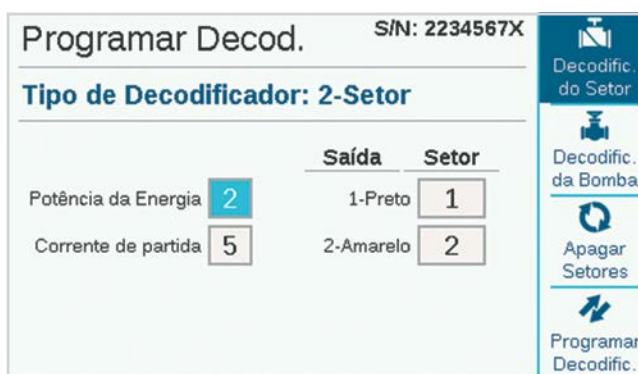 Programar Decod.
S/N: 2234567X
Tipo de Decodificador: 2-Setor
Saída Setor
Potência da Energia 2 1-Preto 1
Corrente de partida 5 2-Amarelo 2
Decodific.
do Setor
Decodific.
da Bomba
Apagar
Setores
Programar
Decodific.